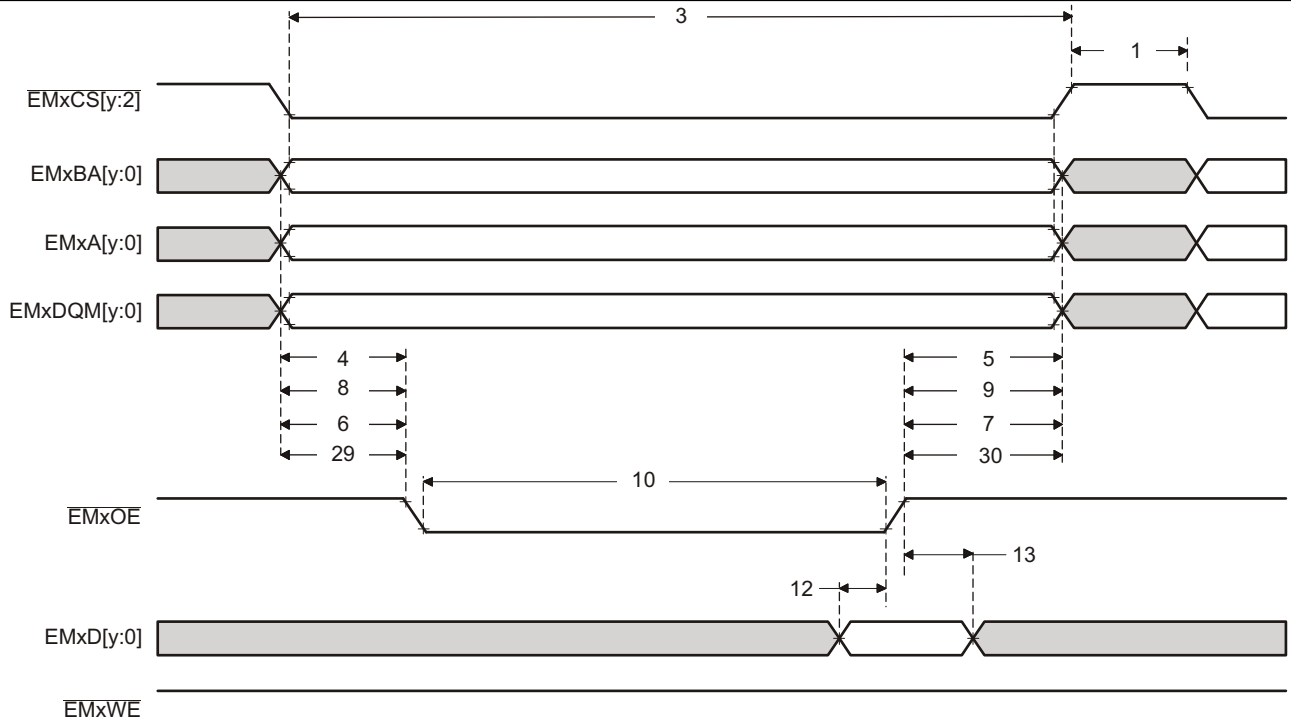 3
1
EMxCS[y:2]
EMxBA[y:0]
EMxA[y:0]
EMxDQM[y:0]
4 5
8 9
6 7
29 30
10
EMxOE
13
12
EMxD[y:0]
EMxWE